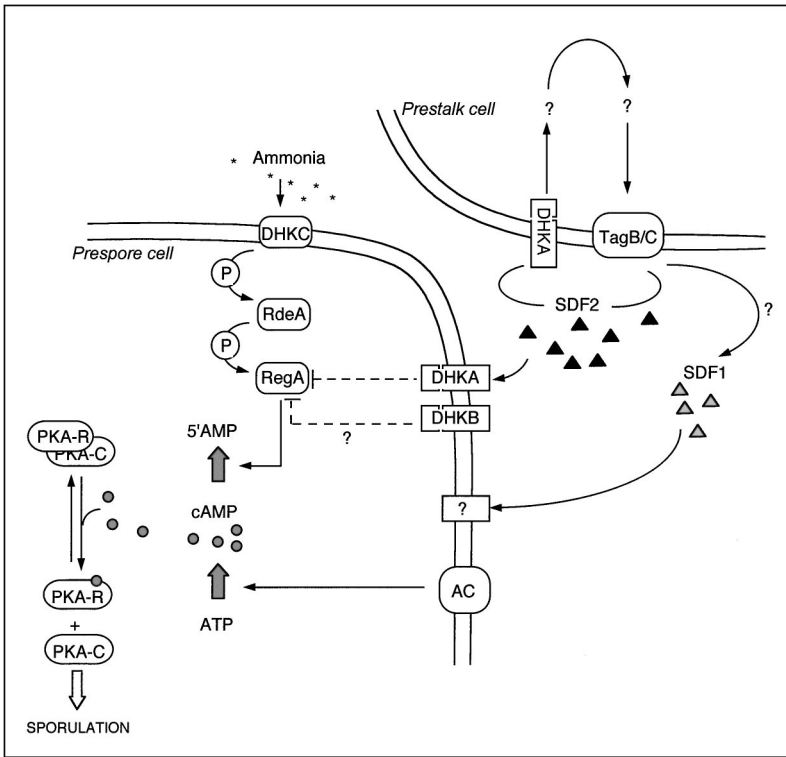 ? ?
Prestalk cell
Ammonia
DHKC
DHKA
TagB/C
Prespore cell
P
SDF2
RdeA
?
P
SDF1
RegA
DHKA
DHKB
PKA-R
PKA-C
5'AMP
?
cAMP
?
PKA-R
AC
+
ATP
PKA-C
SPORULATION